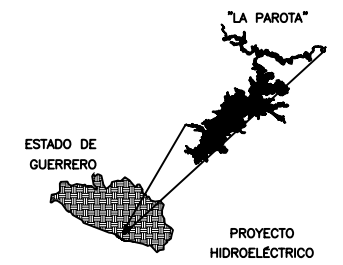 "LA PAROTA"
ESTADO DE
GUERRERO
PROYECTO
HIDROELÉCTRICO